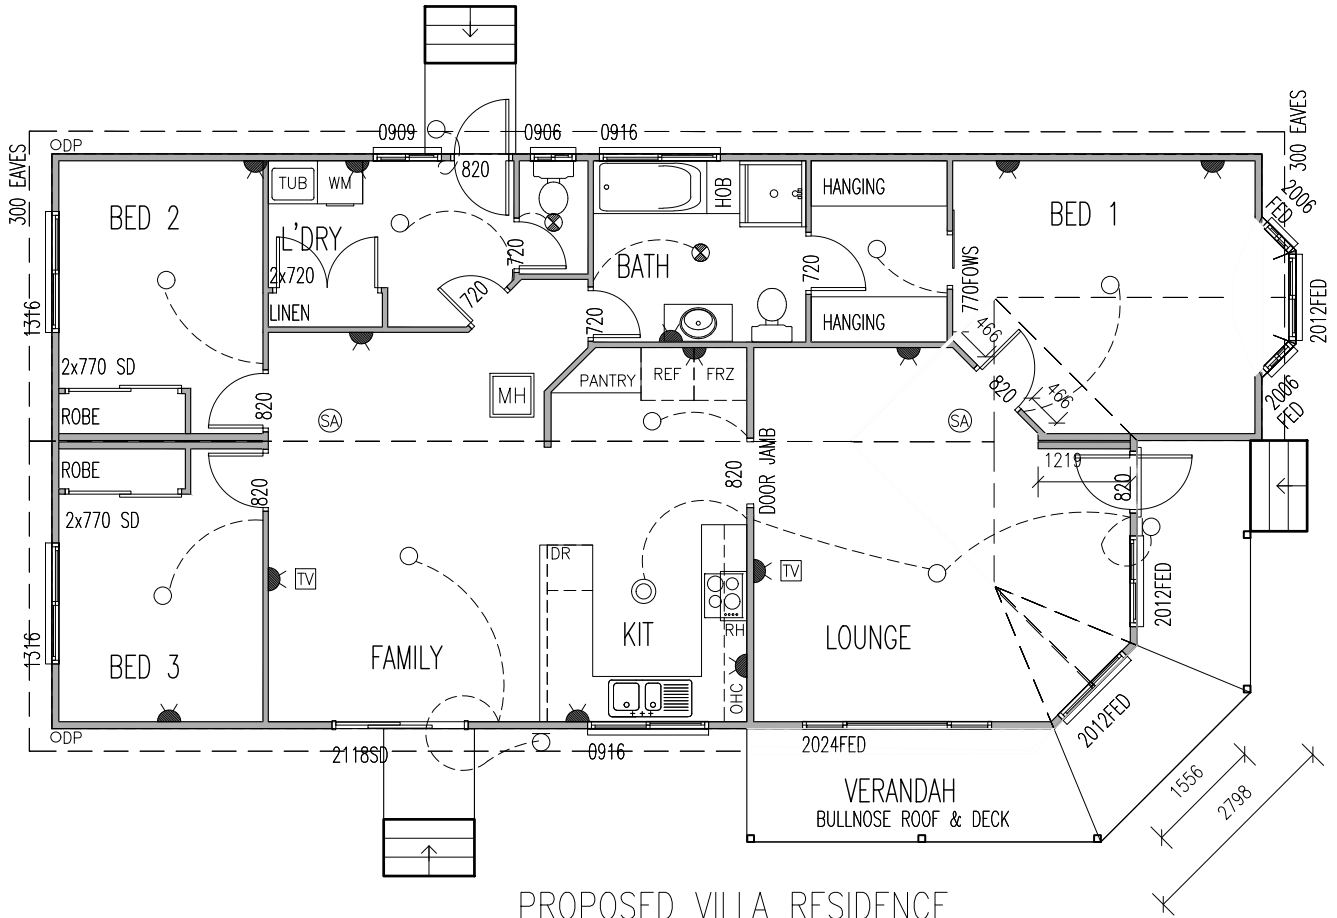 0909
0906
0916
300 EAVES
300 EAVES
DP
820
TUB
WM
HOB
HANGING
2006
FED
BED 2
BED 1
L'DRY
720
BATH
720
770FOWS
2x720
LINEN
720
720
HANGING
466
2012FED
1316
2x770 SD
PANTRY
REF
FRZ
MH
820
466
2006
FED
ROBE
820
SA
SA
DOOR JAMB
ROBE
820
820
1219
820
2x770 SD
DR
TV
TV
2012FED
1316
RH
KIT
LOUNGE
FAMILY
BED 3
OHC
2012FED
DP
2118SD
0916
2024FED
VERANDAH
BULLNOSE ROOF & DECK
1556
2798
PROPOSED VILLA RESIDENCE